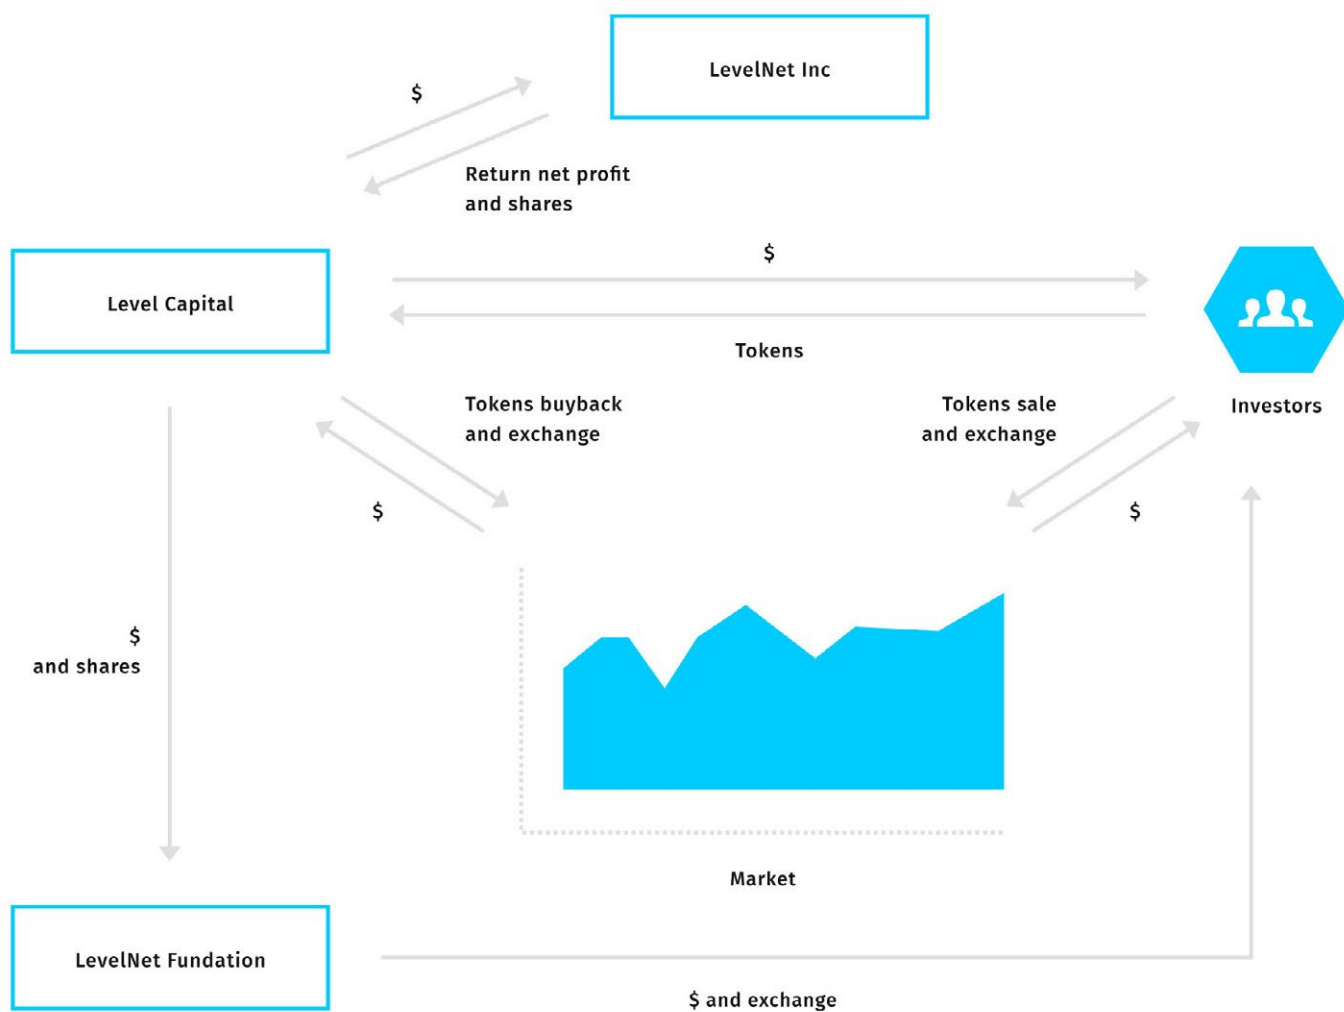 LevelNet Inc
$
Return net profit
and shares
$
Level Capital
Tokens
Tokens buyback
and exchange
Tokens sale
and exchange
Investors
$
$
$
and shares
Market
LevelNet Fundation
$ and exchange